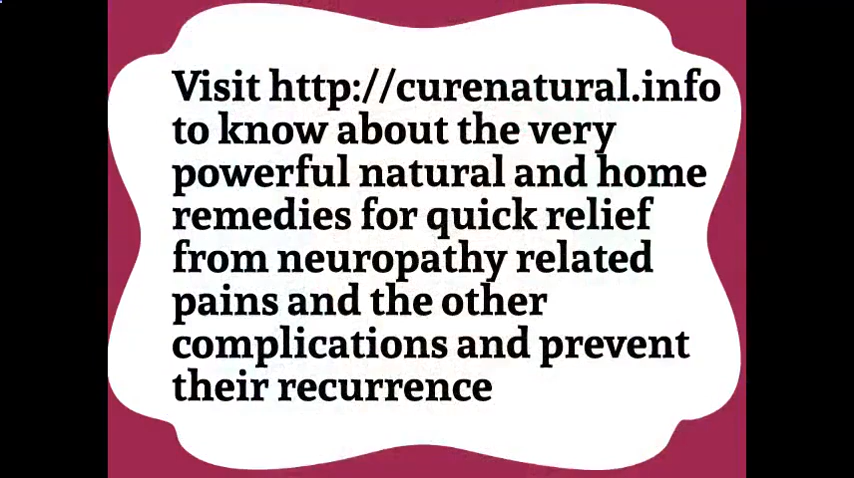 Visit http://curenatural.info
to know about the very
powerful natural and home
remedies for quick relief
from neuropathy related
pains and the other
complications and prevent
their recurrence